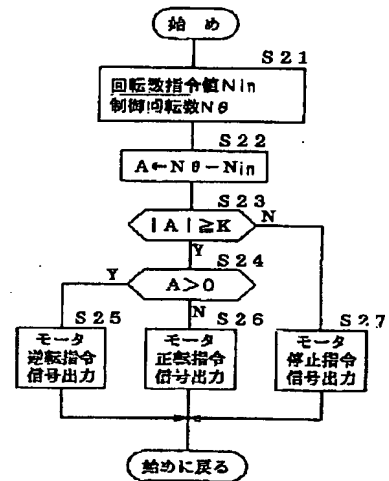 始め
S21
回転数指令値Nin
制御回転数Nθ
S22
A←Nθ−Nin
S23
|A|≧K
N
Y
S24
Y
A>0
N
S25
モータ
逆転指令
信号出力
S26
モータ
正転指令
信号出力
S27
モータ
停止指令
信号出力
始めに戻る